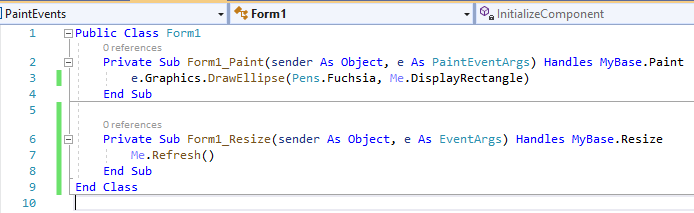 PaintEvents Form1 InitializeComponent
1 Public Class Form1
0 references
2 Private Sub Form1_Paint(sender As Object, e As PaintEventArgs) Handles MyBase.Paint
3 e.Graphics.DrawEllipse(Pens.Fuchsia, Me.DisplayRectangle)
4 End Sub
5
0 references
6 Private Sub Form1_Resize(sender As Object, e As EventArgs) Handles MyBase.Resize
7 Me.Refresh()
8 End Sub
9 End Class
10